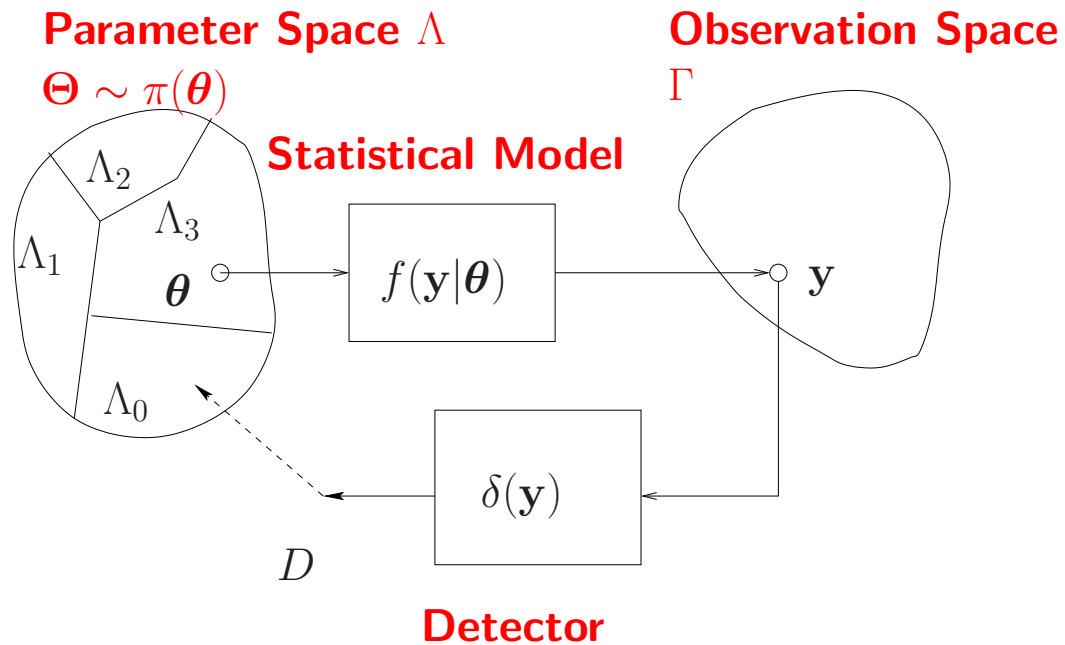 Parameter Space Λ
Θ ∼ π(θ)
Observation Space
Γ
Statistical Model
Λ₂
Λ₃
Λ₁
θ
f(y|θ)
y
Λ₀
δ(y)
D
Detector